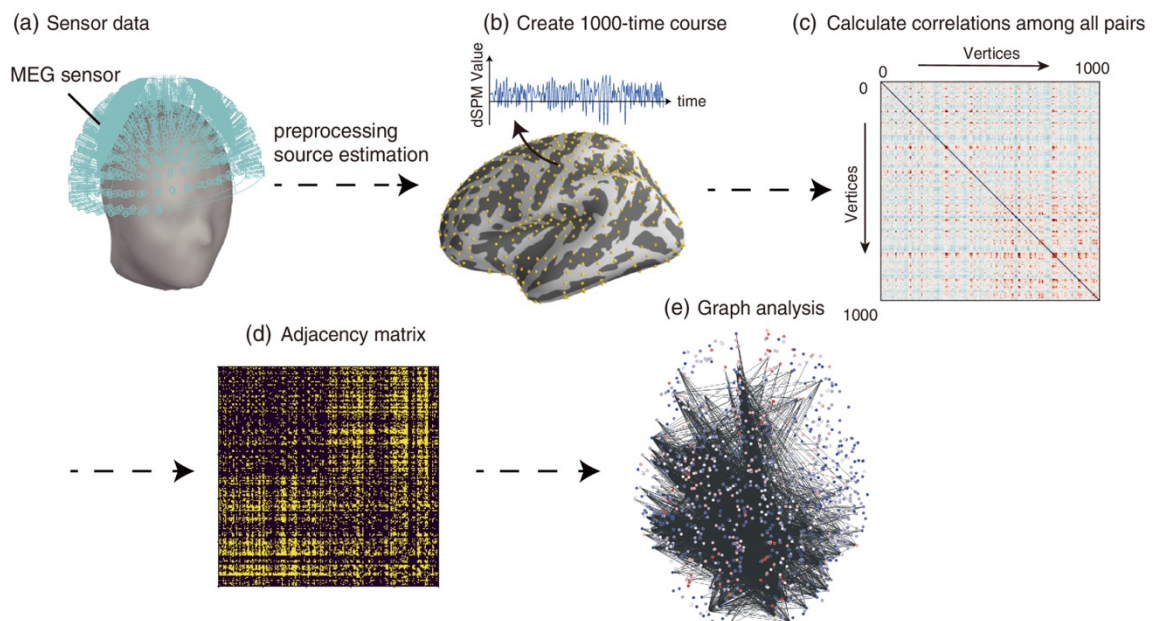 (a) Sensor data
MEG sensor
preprocessing
source estimation
(b) Create 1000-time course
dSPM Value
time
(c) Calculate correlations among all pairs
Vertices
0
1000
0
Vertices
1000
(d) Adjacency matrix
(e) Graph analysis